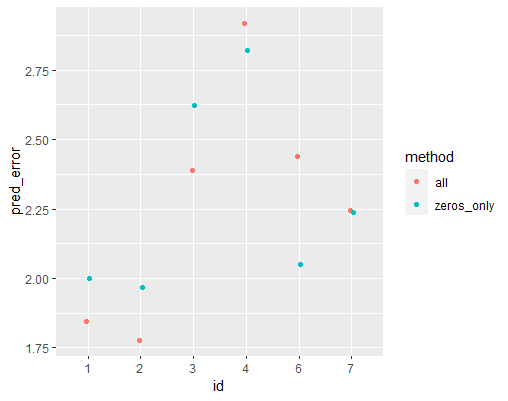 pred_error
2.75
2.50
2.25
2.00
1.75
1 2 3 4 6 7
id
method
all
zeros_only